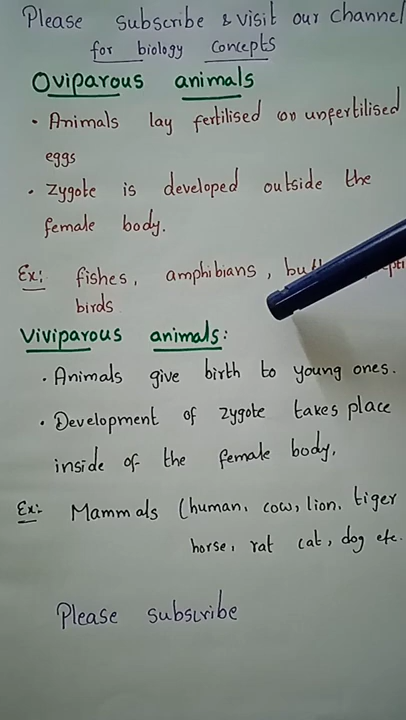 Please subscribe & visit our channel
for biology concepts
Oviparous animals
• Animals lay fertilised or unfertilised
eggs
• Zygote is developed outside the
female body.
Ex: fishes, amphibians,
birds
Viviparous animals:
• Animals give birth to young ones.
• Development of zygote takes place
inside of the female body.
Ex:- Mammals (human, cow, lion, tiger
horse, rat cat, dog etc.
Please subscribe